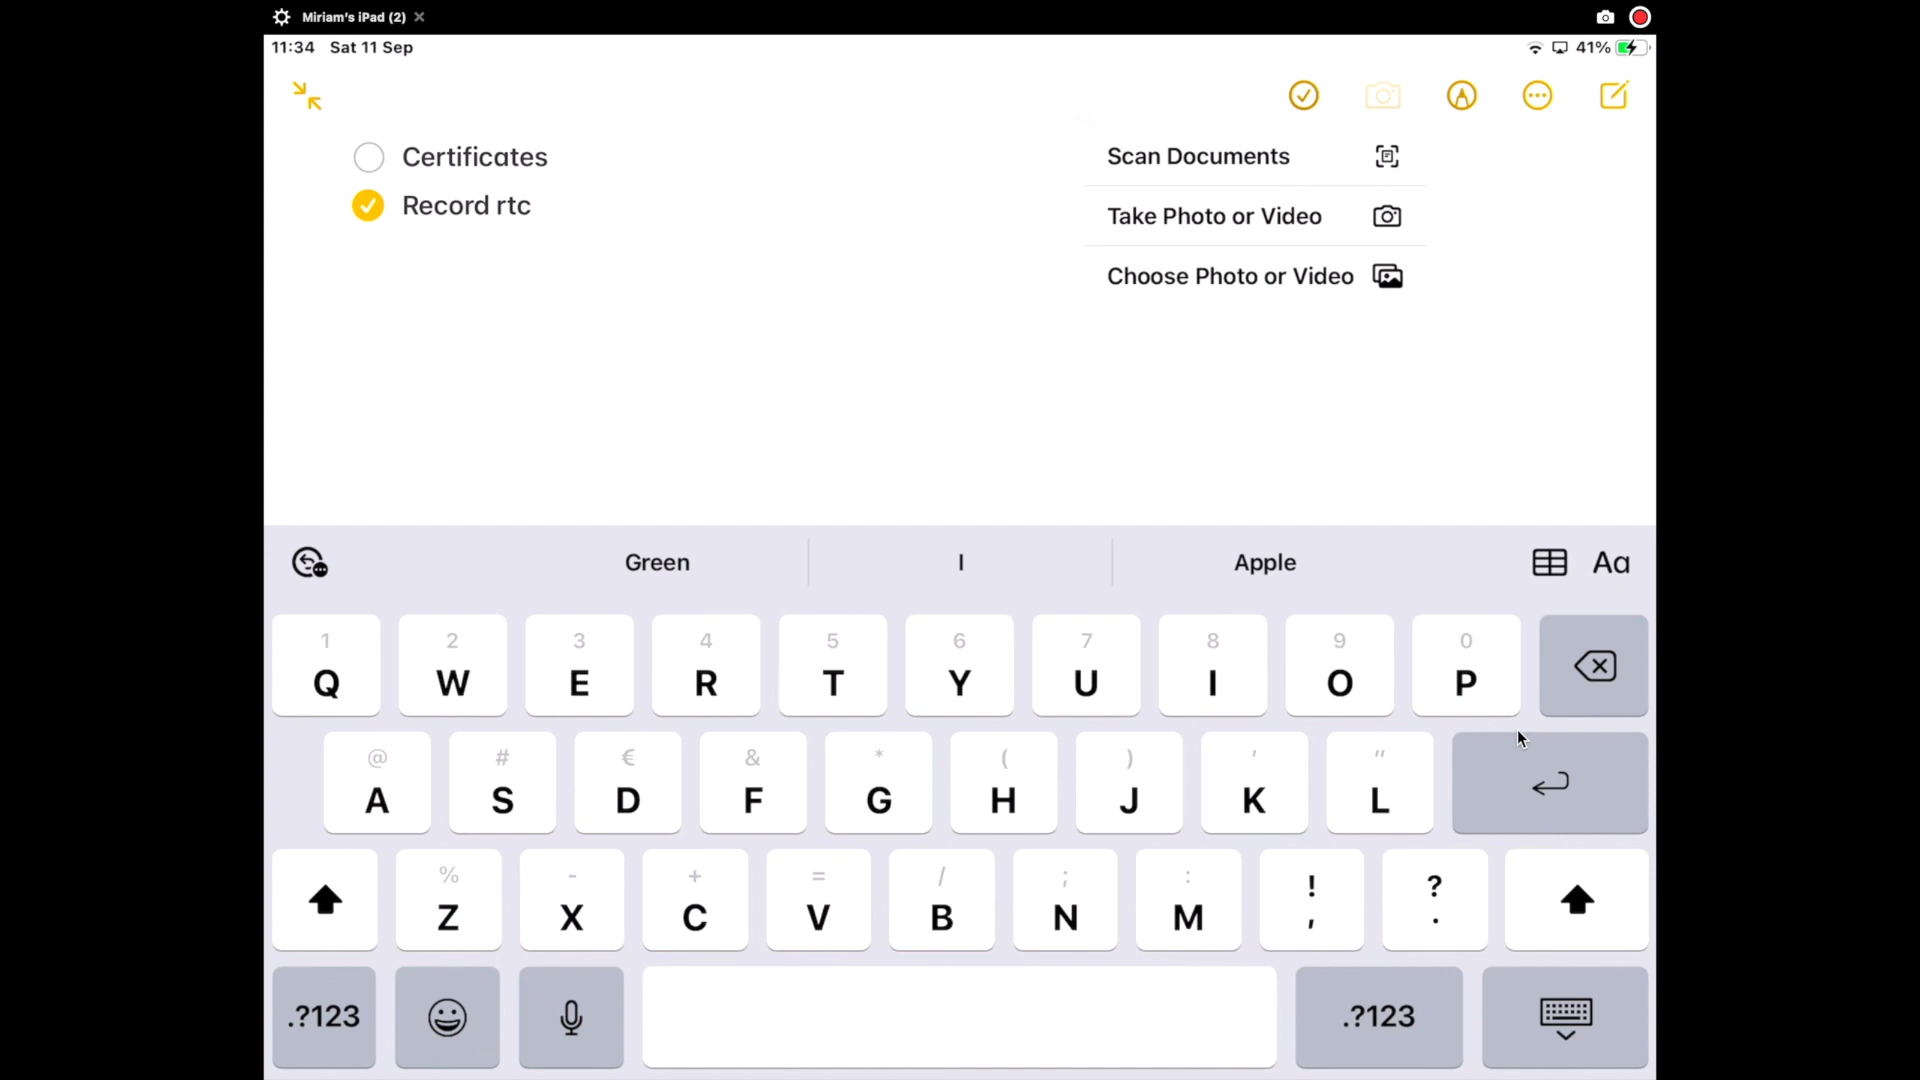 Miriam's iPad (2)
11:34 Sat 11 Sep
41%
Certificates
Record rtc
Scan Documents
Take Photo or Video
Choose Photo or Video
Green I Apple
Aa
1 2 3 4 5 6 7 8 9 0
Q W E R T Y U I O P
@ # € & * ( ) ' "
A S D F G H J K L
% - + = / ; : ! ?
Z X C V B N M , .
.?123 .?123